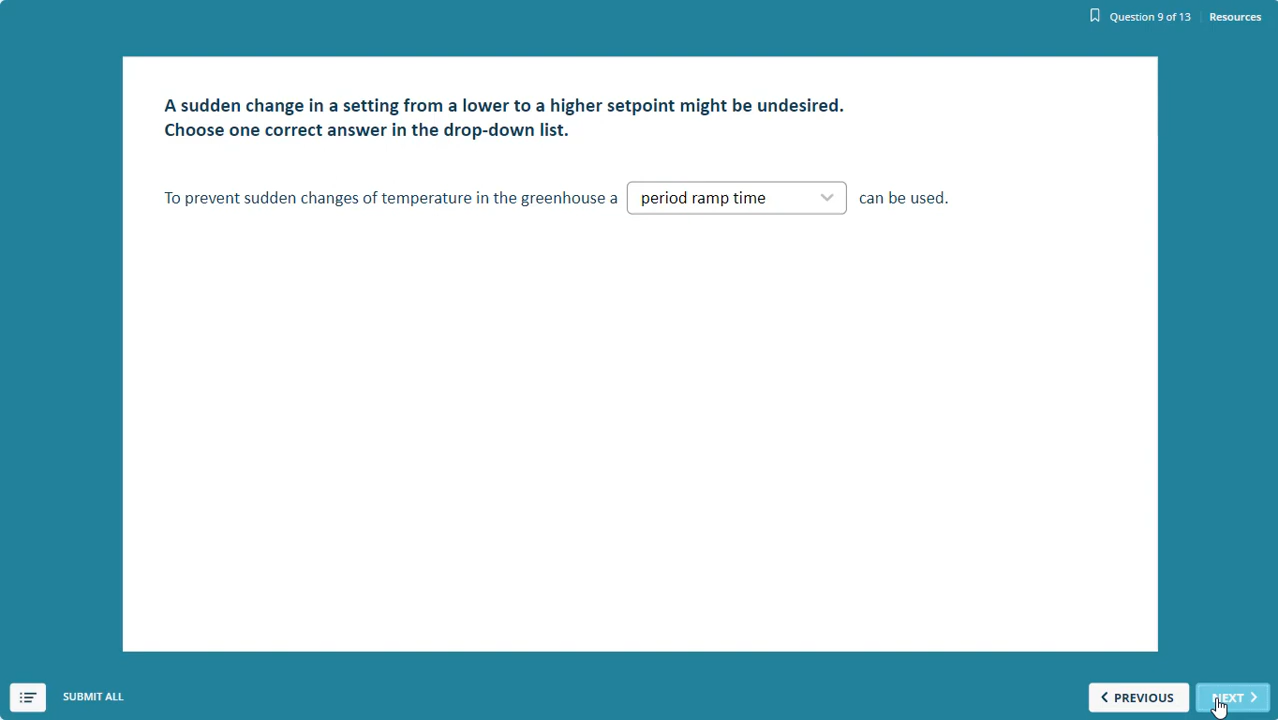 Question 9 of 13 Resources
A sudden change in a setting from a lower to a higher setpoint might be undesired.
Choose one correct answer in the drop-down list.
To prevent sudden changes of temperature in the greenhouse a period ramp time can be used.
SUBMIT ALL PREVIOUS NEXT